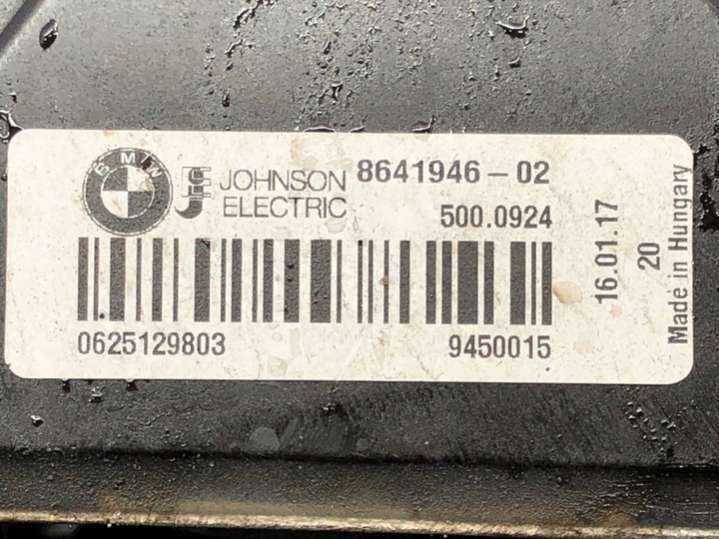 BMW
JOHNSON
ELECTRIC
8641946-02
500.0924
0625129803
9450015
16.01.17
20
Made in Hungary